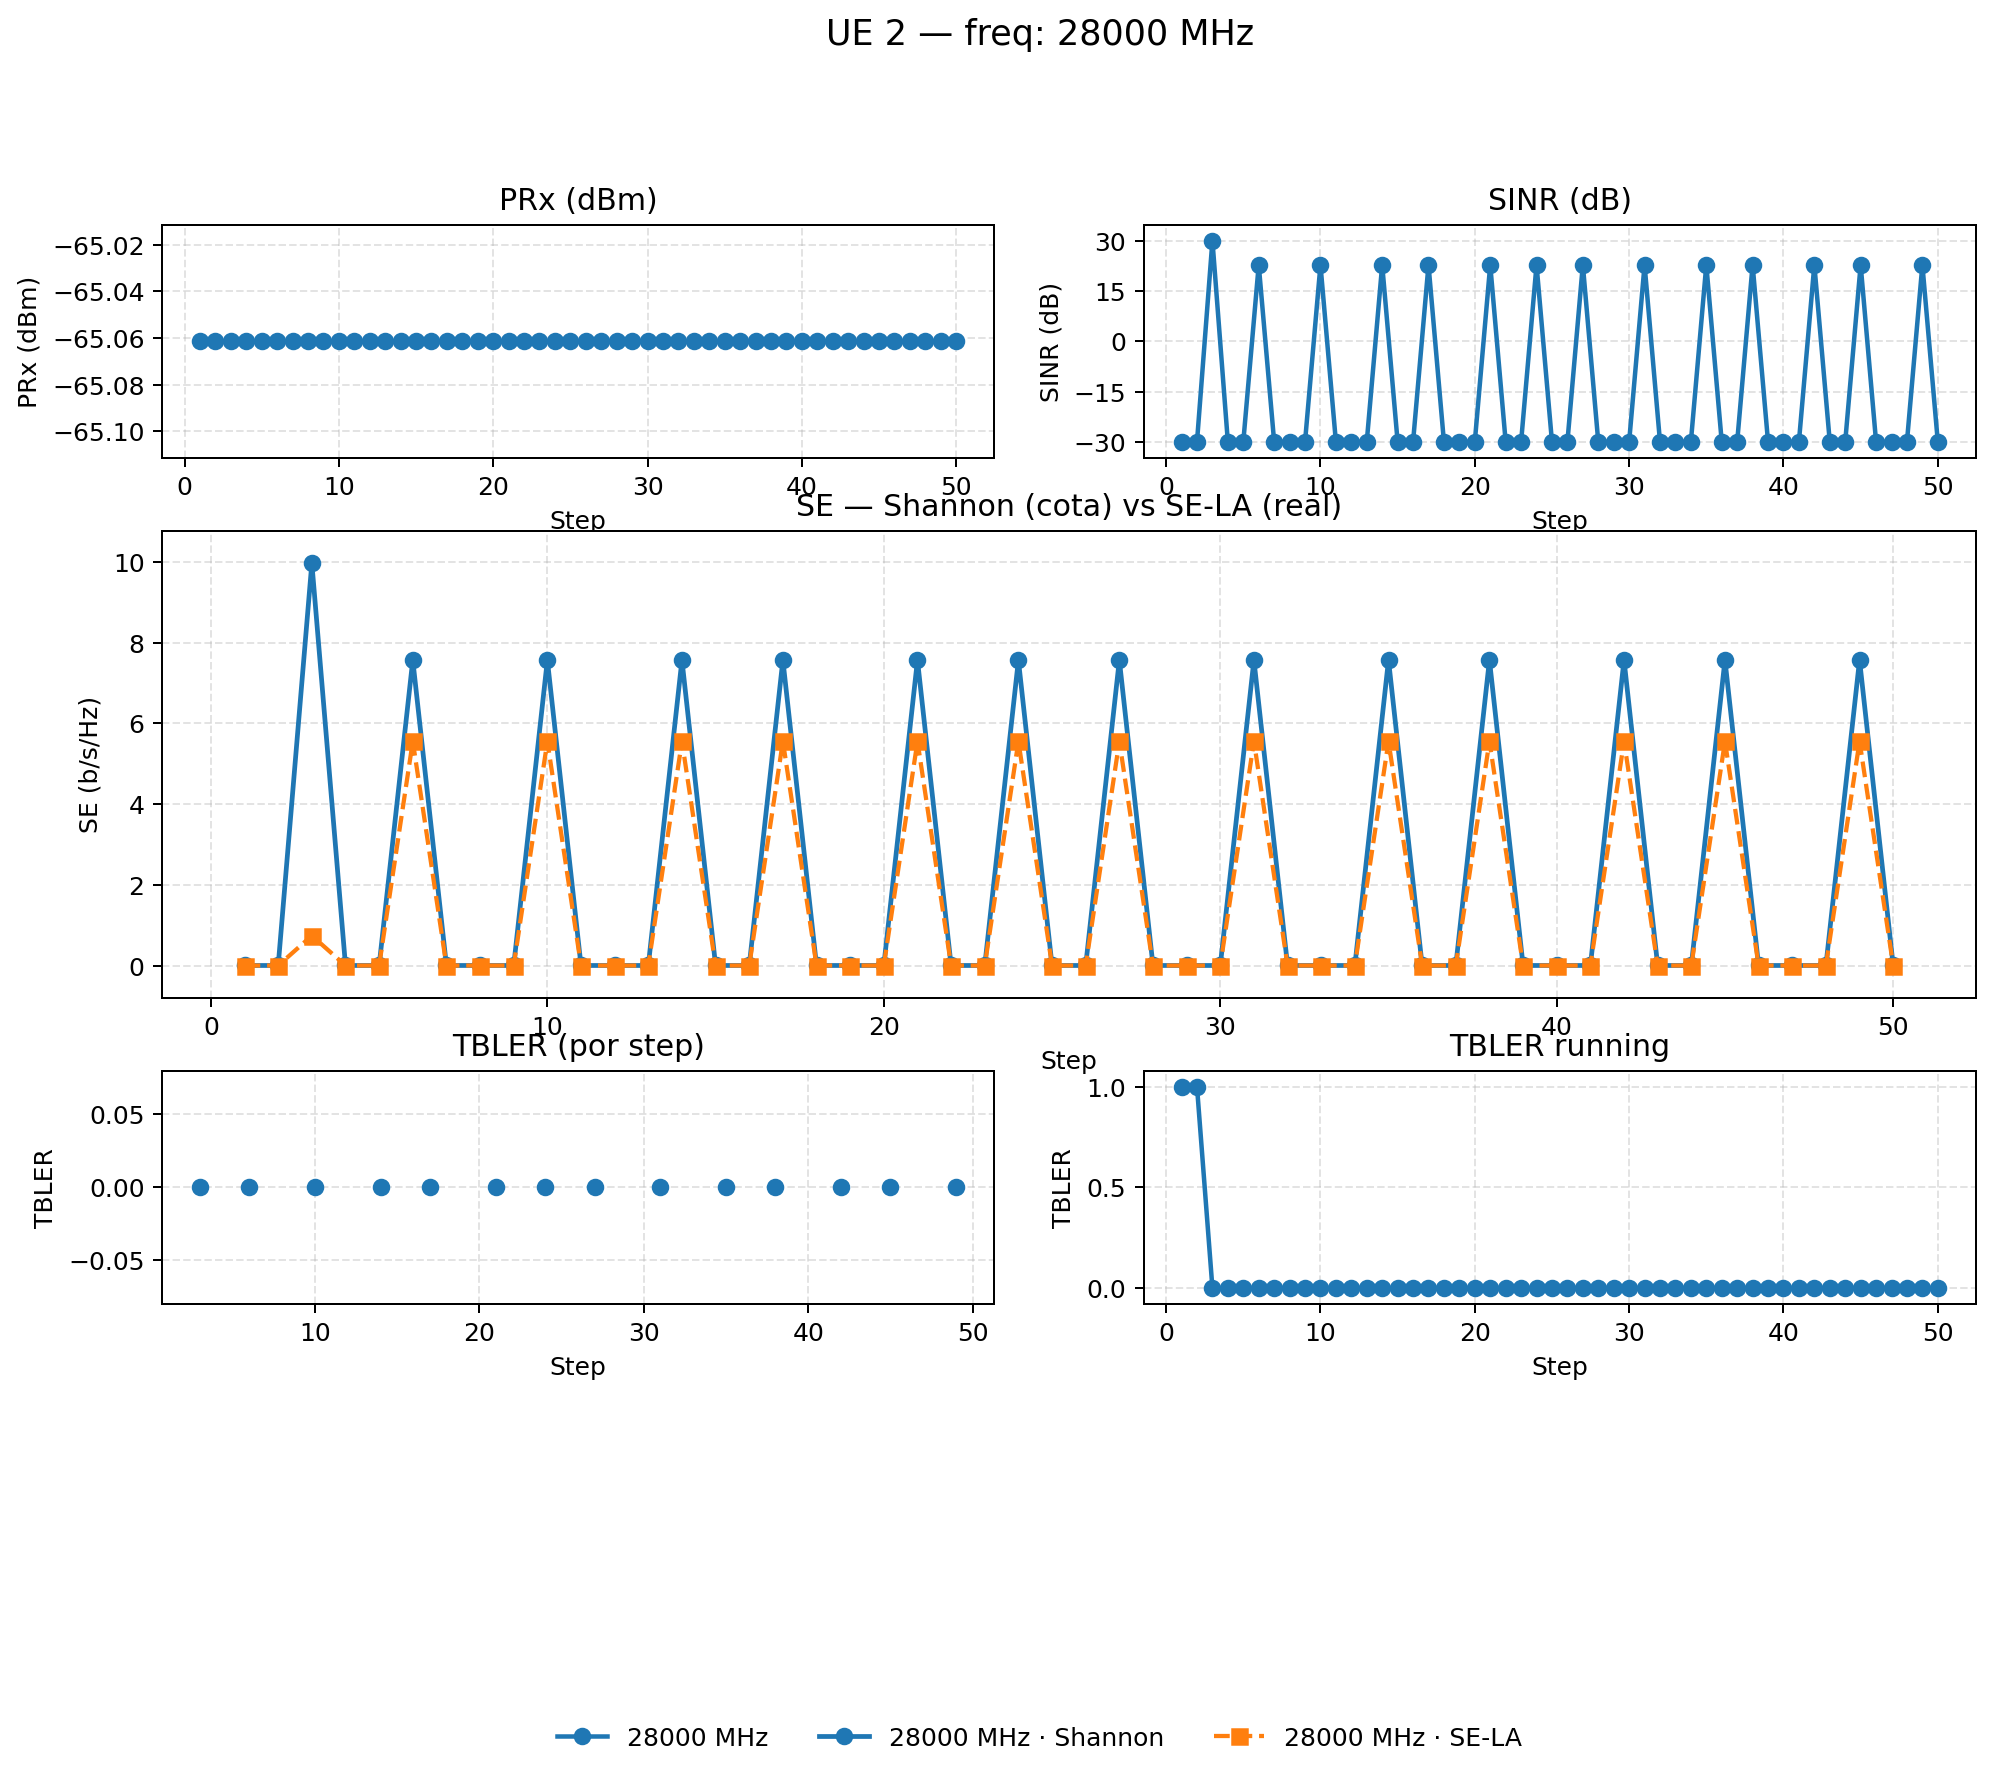 UE 2 — freq: 28000 MHz
PRx (dBm)
PRx (dBm)
−65.02
−65.04
−65.06
−65.08
−65.10
0 10 20 30 40 50
Step
SINR (dB)
SINR (dB)
30
15
0
−15
−30
0 10 20 30 40 50
Step
SE — Shannon (cota) vs SE-LA (real)
SE (b/s/Hz)
10
8
6
4
2
0
0 10 20 30 40 50
Step
TBLER (por step)
TBLER
0.05
0.00
−0.05
10 20 30 40 50
Step
TBLER running
TBLER
1.0
0.5
0.0
0 10 20 30 40 50
Step
28000 MHz 28000 MHz · Shannon 28000 MHz · SE-LA